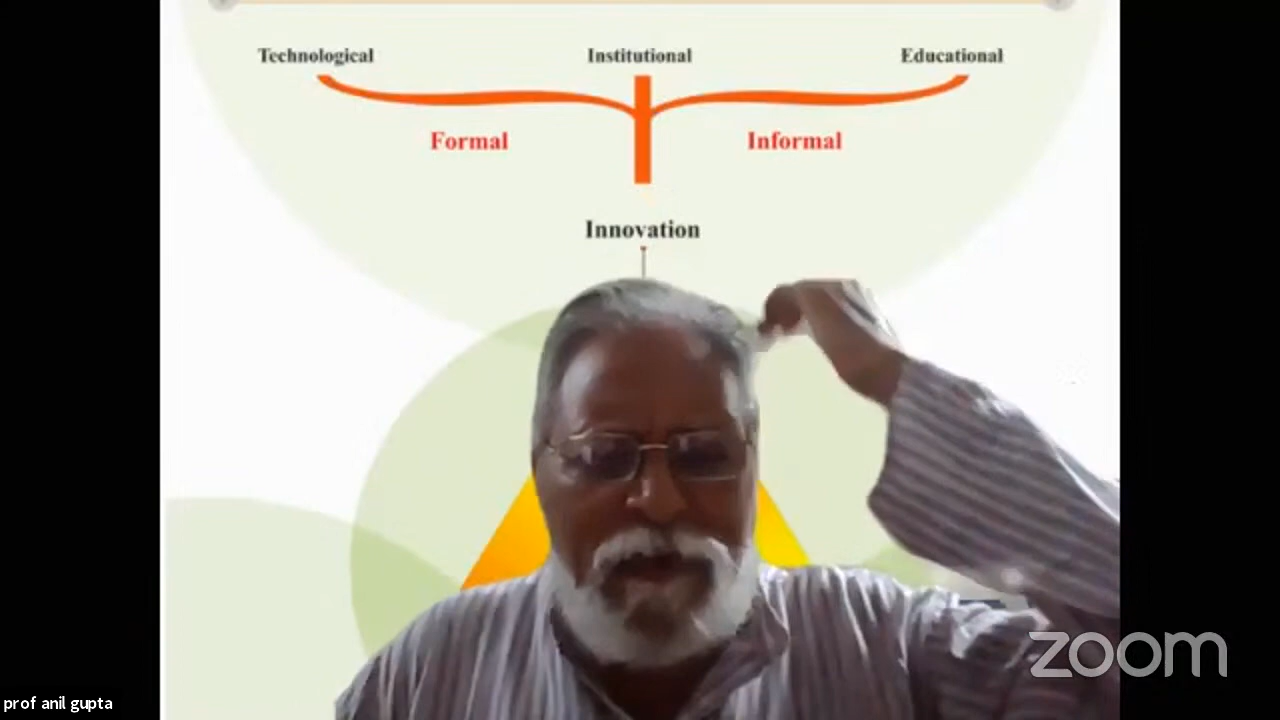 Technological Institutional Educational
Formal Informal
Innovation
zoom
prof anil gupta